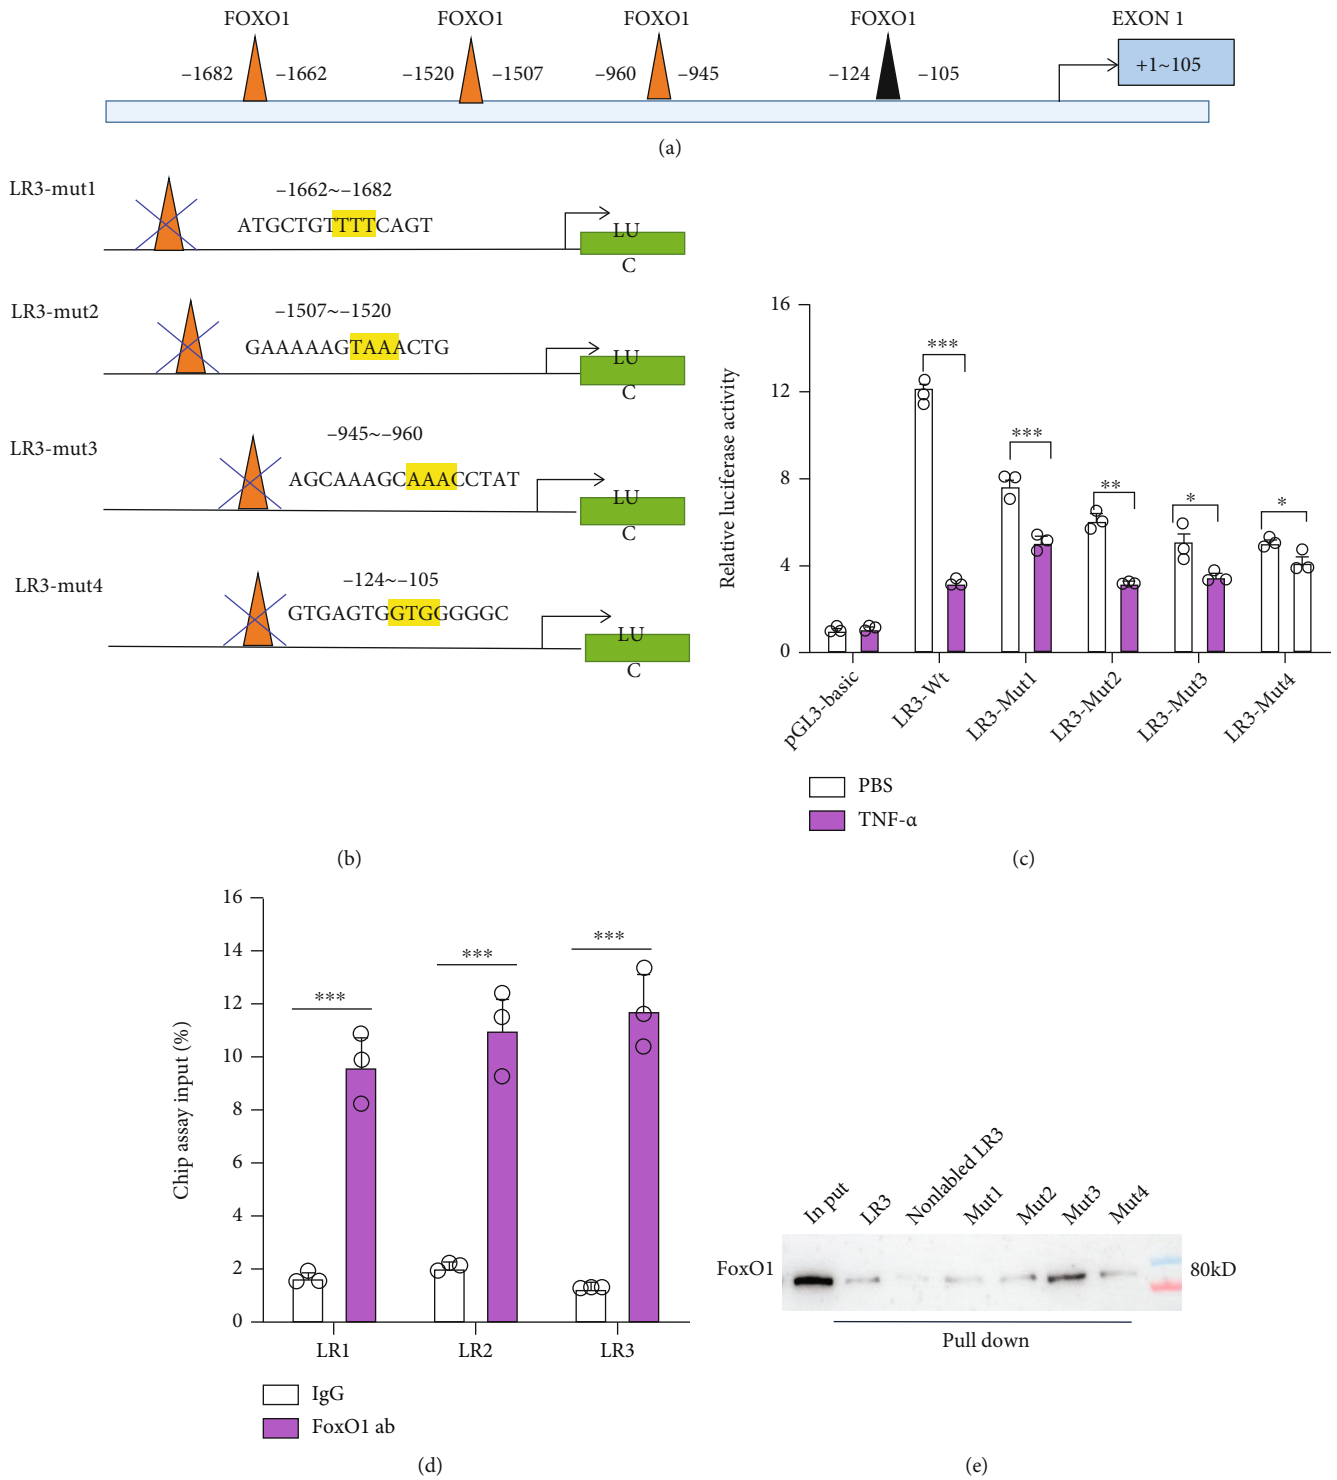 FOXO1 FOXO1 FOXO1 FOXO1 EXON 1
–1682 –1662 –1520 –1507 –960 –945 –124 –105 +1~105
(a)
LR3-mut1
–1662~–1682
ATGCTGTTTTCAGT
LU
C
LR3-mut2
–1507~–1520
GAAAAAGTAAACTG
LU
C
LR3-mut3
–945~–960
AGCAAAGCAAACCTAT
LU
C
LR3-mut4
–124~–105
GTGAGTGGTGGGGGC
LU
C
(b)
Relative luciferase activity
16
12
8
4
0
***
***
**
*
*
pGL3-basic
LR3-Wt
LR3-Mut1
LR3-Mut2
LR3-Mut3
LR3-Mut4
PBS
TNF-α
(c)
Chip assay input (%)
16
14
12
10
8
6
4
2
0
***
***
***
LR1 LR2 LR3
IgG
FoxO1 ab
(d)
In put
LR3
Nonlabled LR3
Mut1
Mut2
Mut3
Mut4
FoxO1
80kD
Pull down
(e)